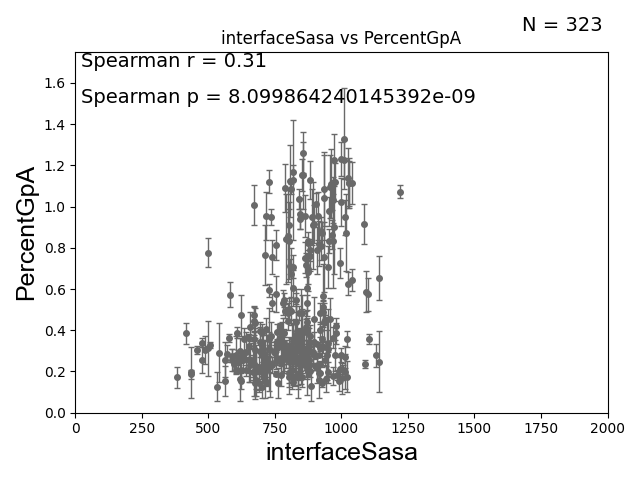 N = 323
interfaceSasa vs PercentGpA
Spearman r = 0.31
Spearman p = 8.099864240145392e-09
PercentGpA
1.6
1.4
1.2
1.0
0.8
0.6
0.4
0.2
0.0
0 250 500 750 1000 1250 1500 1750 2000
interfaceSasa